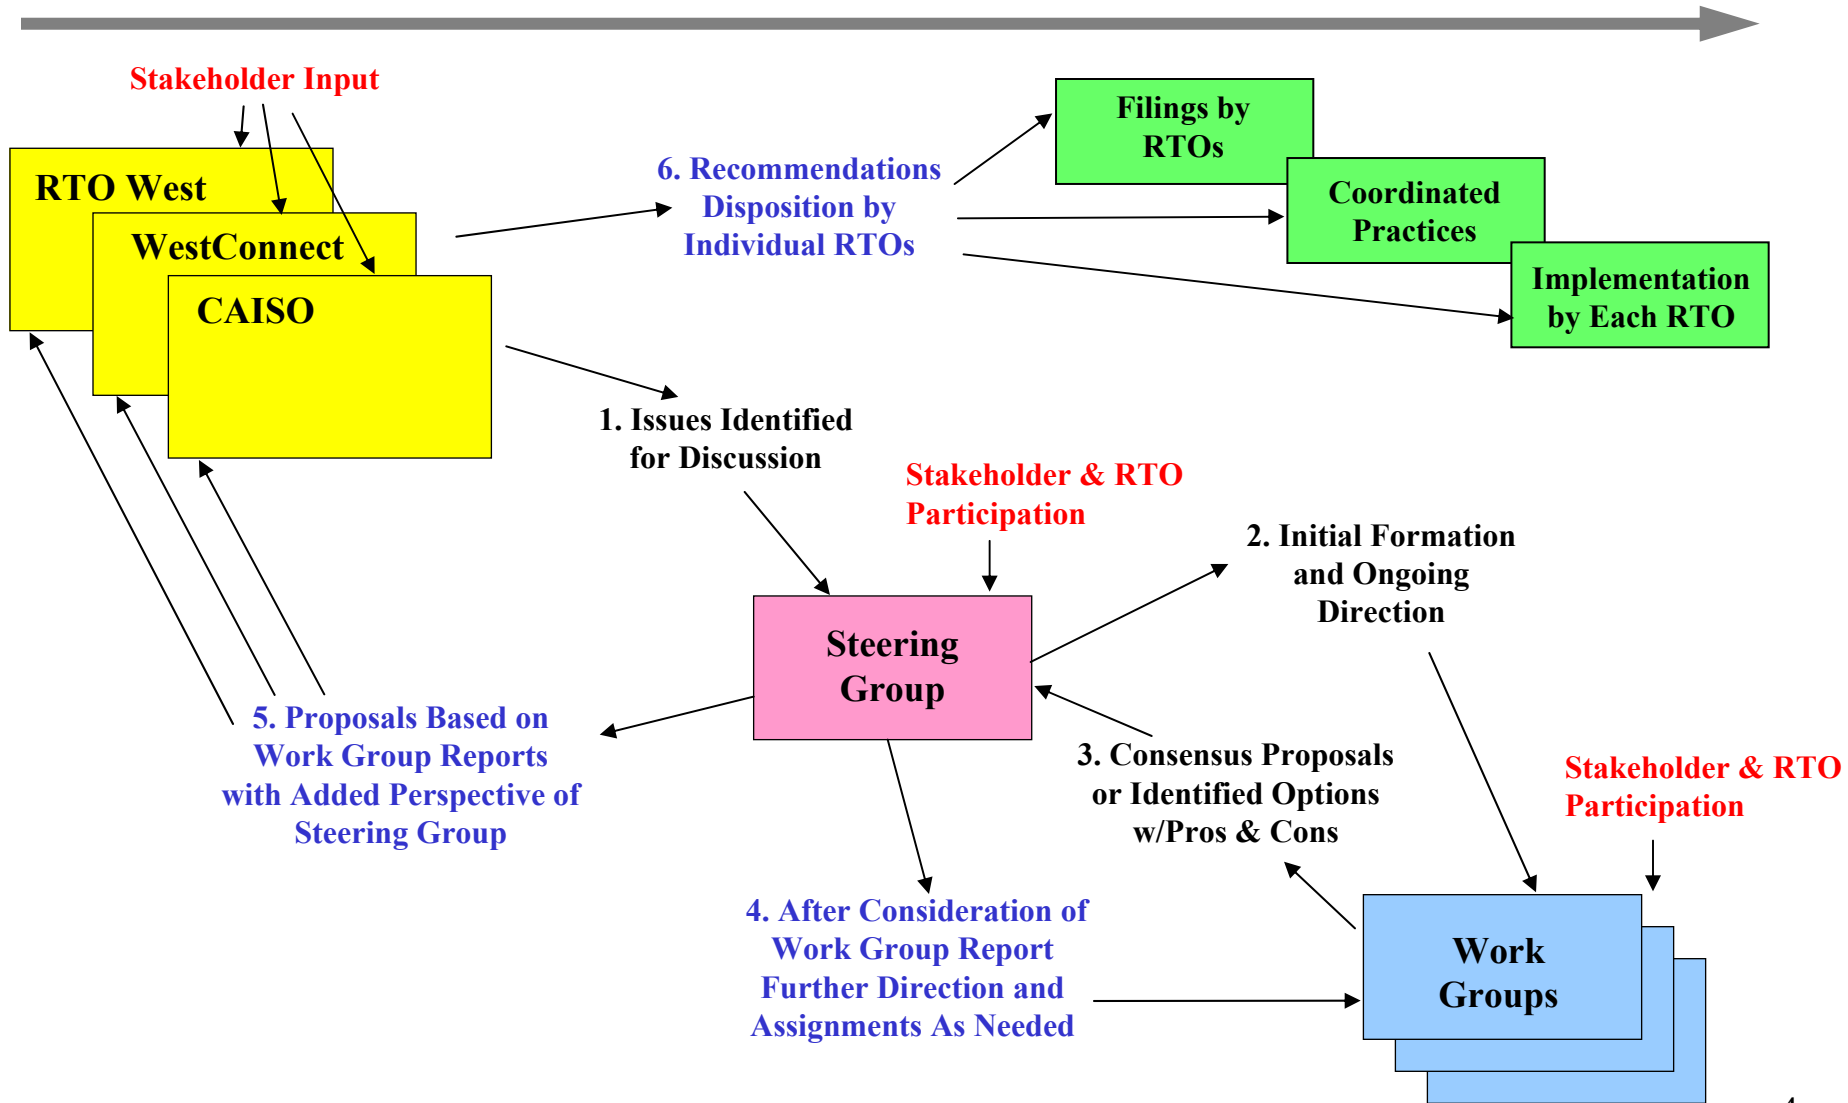 Stakeholder Input
RTO West
WestConnect
CAISO
6. Recommendations
Disposition by
Individual RTOs
Filings by
RTOs
Coordinated
Practices
Implementation
by Each RTO
1. Issues Identified
for Discussion
Stakeholder & RTO
Participation
2. Initial Formation
and Ongoing
Direction
Steering
Group
5. Proposals Based on
Work Group Reports
with Added Perspective of
Steering Group
3. Consensus Proposals
or Identified Options
w/Pros & Cons
Stakeholder & RTO
Participation
4. After Consideration of
Work Group Report
Further Direction and
Assignments As Needed
Work
Groups